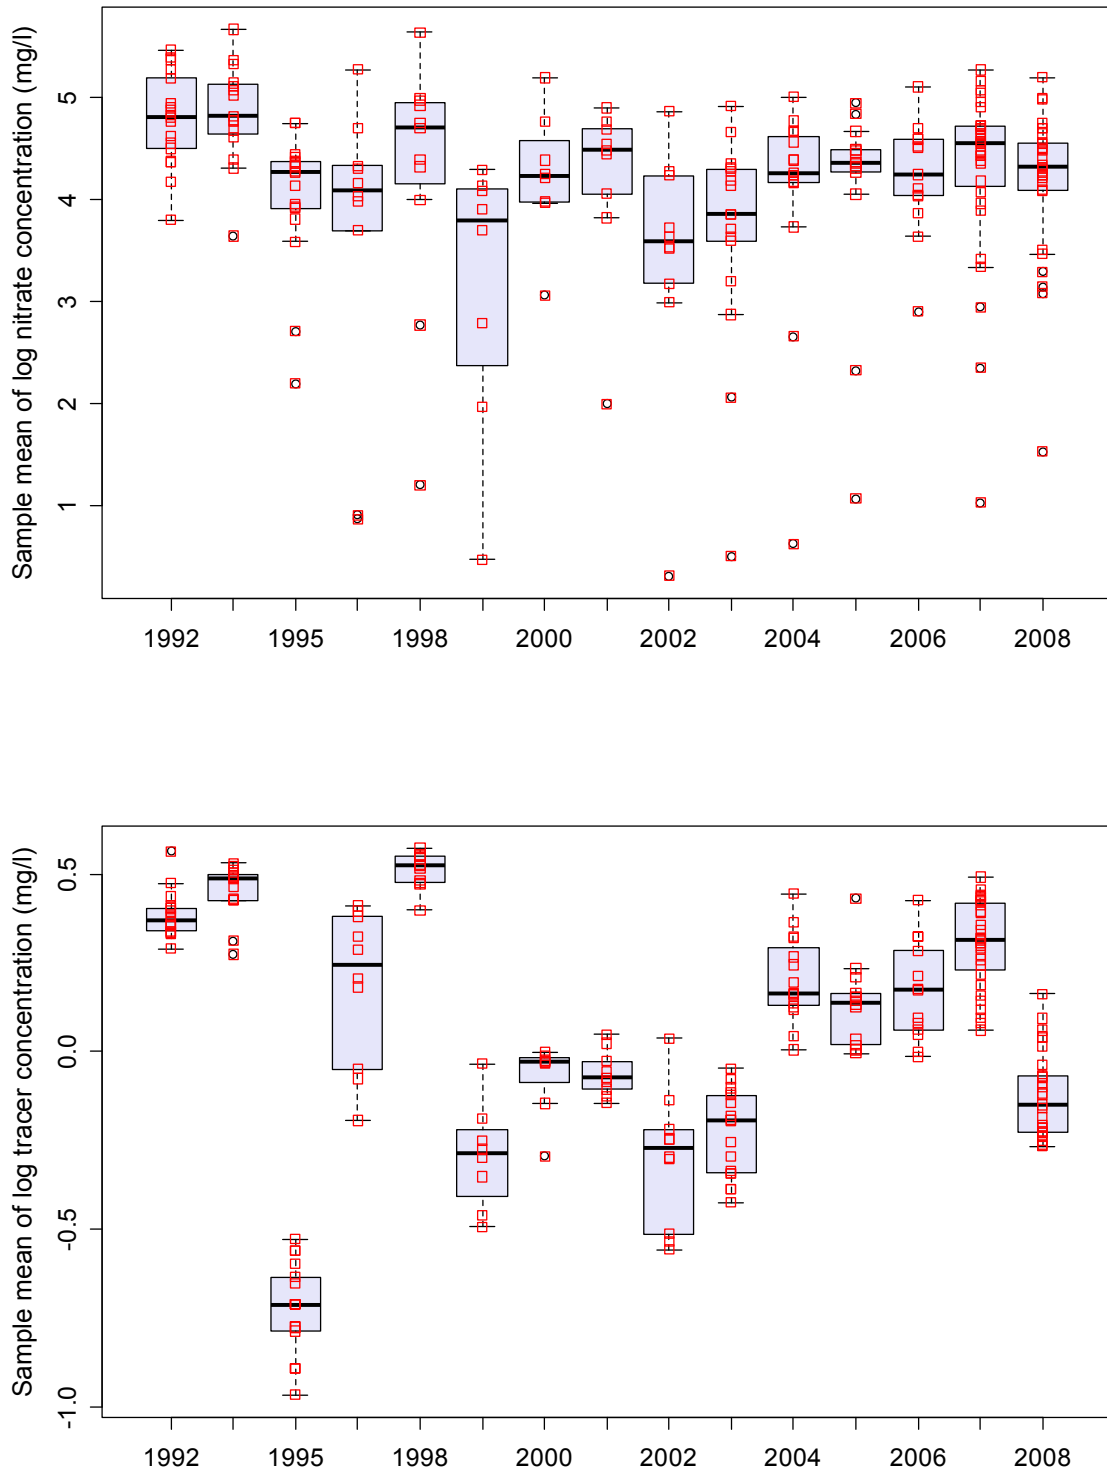 Sample mean of log nitrate concentration (mg/l)
5
4
3
2
1
1992 1995 1998 2000 2002 2004 2006 2008
Sample mean of log tracer concentration (mg/l)
0.5
0.0
-0.5
-1.0
1992 1995 1998 2000 2002 2004 2006 2008